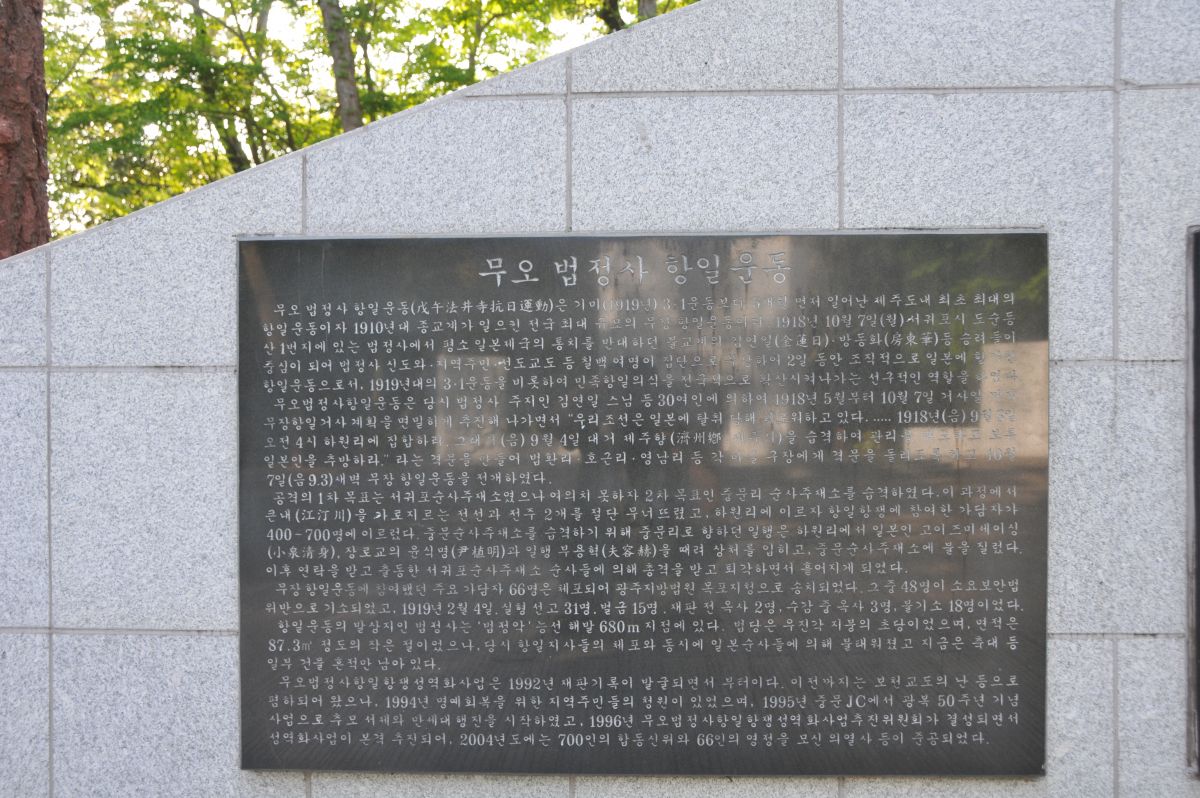 무오 법정사 항일운동
무오 법정사 항일운동(戊午法井寺抗日運動)은 기미(1919년) 3·1운동보다 5개월 먼저 일어난 제주도내 최초 최대의
항일운동이자 1910년대 종교계가 일으킨 전국 최대 규모의 무장 항일운동이다. 1918년 10월 7일(월) 서귀포시 도순동
산1번지에 있는 법정사에서 평소 일본제국의 통치를 반대하던 불교계의 김연일(金蓮日)·방동화(房東華)등 승려들이
중심이 되어 법정사 신도와·지역주민·선도교도 등 칠백 여명이 집단으로 2일 동안 조직적으로 일본에
항일운동으로서, 1919년대의 3·1운동을 비롯하여 민족항일의식을 전국적으로 확산시켜나가는 선구적인 역할을
무오법정사항일운동은 당시 법정사 주지인 김연일 스님 등 30여인에 의하여 1918년 5월부터 10월 7일 거사일
무장항일거사계획을 면밀하게 추진해 나가면서 "우리조선은 일본에 탈취 당해 하고있다. ..... 1918년(음) 9월 3일
오전 4시 하원리에 집합하라. 그래서 (음) 9월 4일 대거 제주향(濟州鄕 을 습격하여 관리를
일본인을 추방하라." 라는 격문을 만들어 법환리·호근리·영남리 등 각 마을 구장에게 격문을 돌리도록 하고 10월
7일(음 9.3)새벽 무장 항일운동을 전개하였다.
공격의 1차 목표는 서귀포순사주재소였으나 여의치 못하자 2차 목표인 중문리 순사주재소를 습격하였다. 이 과정에서
큰내(江汀川)을 가로지르는 전선과 전주 2개를 절단 무너뜨렸고, 하원리에 이르자 항일항쟁에 참여한 가담자가
400-700명에 이르렀다. 중문순사주재소를 습격하기 위해 중문리로 향하던 일행은 하원리에서 일본인 고이즈미세이싱
(小泉清身), 장로교의 윤식명(尹植明)과 일행 부용혁(夫容赫)을 때려 상처를 입히고, 중문순사주재소에 불을 질렀다.
이후 연락을 받고 출동한 서귀포순사주재소 순사들에 의해 총격을 받고 퇴각하면서 흩어지게 되었다.
무장 항일운동에 참여했던 주요 가담자 66명은 체포되어 광주지방법원 목포지청으로 송치되었다. 그 중 48명이 소요보안법
위반으로 기소되었고, 1919년 2월 4일, 실형 선고 31명, 벌금 15명, 재판 전 옥사 2명, 수감 중 옥사 3명, 불기소 18명이었다.
항일운동의 발상지인 법정사는 '법정악' 능선 해발 680m 지점에 있다. 법당은 우진각 지붕의 초당이었으며, 면적은
87.3㎡ 정도의 작은 절이었으나, 당시 항일지사들의 체포와 동시에 일본순사들에 의해 불태워졌고 지금은 축대 등
일부 건물 흔적만 남아 있다.
무오법정사항일항쟁성역화사업은 1992년 재판기록이 발굴되면서 부터이다. 이전까지는 보천교도의 난 등으로
폄하되어 왔으나, 1994년 명예회복을 위한 지역주민들의 청원이 있었으며, 1995년 중문JC에서 광복 50주년 기념
사업으로 추모 서제와 만세대행진을 시작하였고, 1996년 무오법정사항일항쟁성역화사업추진위원회가 결성되면서
성역화사업이 본격 추진되어, 2004년도에는 700인의 합동신위와 66인의 영정을 모신 의열사 등이 준공되었다.